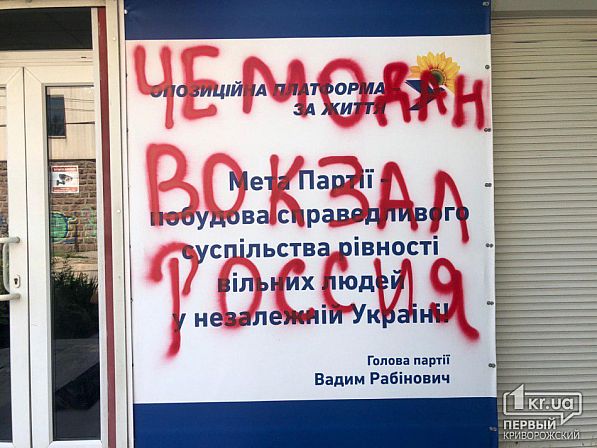 ЧЕМОДАН
ОПОЗИЦІЙНА ПЛАТФОРМА
ЗА ЖИТТЯ
ВОКЗАЛ
Мета Партії -
побудова справедливого
суспільства рівності
РОССИЯ
вільних людей
у незалежній Україні!
Голова партії
Вадим Рабінович
1kr.ua
ПЕРВЫЙ
КРИВОРОЖСКИЙ